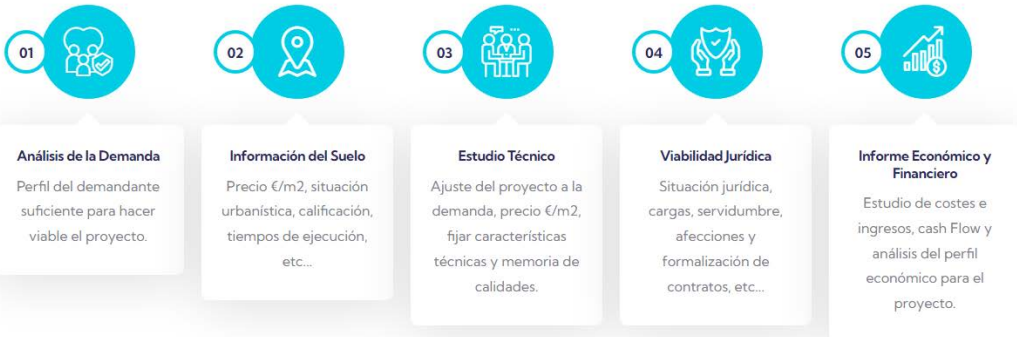 01
Análisis de la Demanda
Perfil del demandante
suficiente para hacer
viable el proyecto.
02
Información del Suelo
Precio €/m2, situación
urbanística, calificación,
tiempos de ejecución,
etc...
03
Estudio Técnico
Ajuste del proyecto a la
demanda, precio €/m2,
fijar características
técnicas y memoria de
calidades.
04
Viabilidad Jurídica
Situación jurídica,
cargas, servidumbre,
afecciones y
formalización de
contratos, etc...
05
Informe Económico y
Financiero
Estudio de costes e
ingresos, cash Flow y
análisis del perfil
económico para el
proyecto.